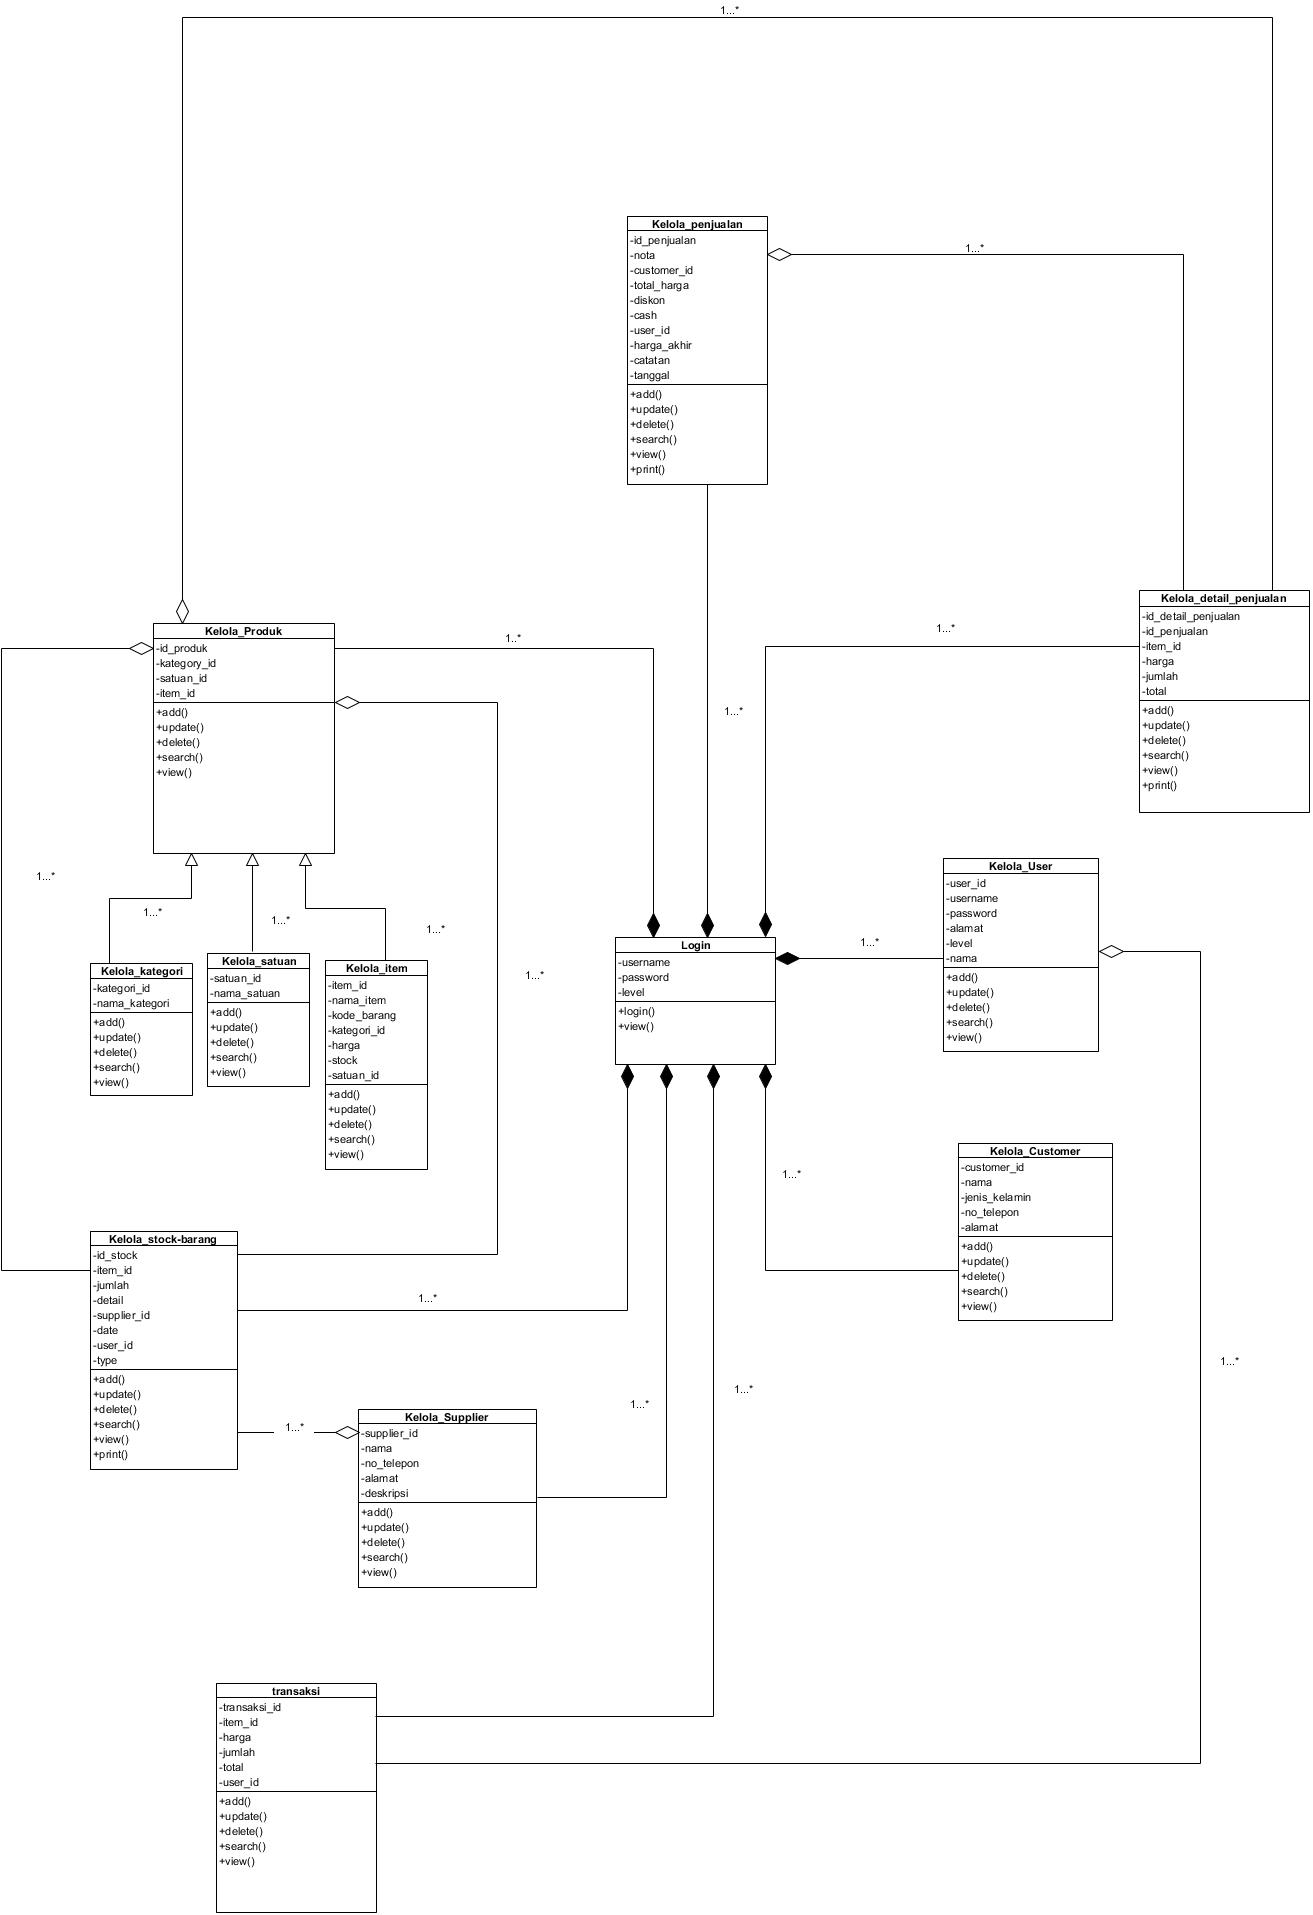 1...*
Kelola_penjualan
-id_penjualan
-nota
-customer_id
-total_harga
-diskon
-cash
-user_id
-harga_akhir
-catatan
-tanggal
+add()
+update()
+delete()
+search()
+view()
+print()
1...*
Kelola_detail_penjualan
-id_detail_penjualan
-id_penjualan
-item_id
-harga
-jumlah
-total
+add()
+update()
+delete()
+search()
+view()
+print()
Kelola_Produk
-id_produk
-kategory_id
-satuan_id
-item_id
+add()
+update()
+delete()
+search()
+view()
1..*
1...*
1...*
1...*
1...*
1...*
1...*
1...*
Kelola_kategori
-kategori_id
-nama_kategori
+add()
+update()
+delete()
+search()
+view()
Kelola_satuan
-satuan_id
-nama_satuan
+add()
+update()
+delete()
+search()
+view()
Kelola_item
-item_id
-nama_item
-kode_barang
-kategori_id
-harga
-stock
-satuan_id
+add()
+update()
+delete()
+search()
+view()
Login
-username
-password
-level
+login()
+view()
1...*
Kelola_User
-user_id
-username
-password
-alamat
-level
-nama
+add()
+update()
+delete()
+search()
+view()
1...*
Kelola_Customer
-customer_id
-nama
-jenis_kelamin
-no_telepon
-alamat
+add()
+update()
+delete()
+search()
+view()
Kelola_stock-barang
-id_stock
-item_id
-jumlah
-detail
-supplier_id
-date
-user_id
-type
+add()
+update()
+delete()
+search()
+view()
+print()
1...*
1...*
1...*
1...*
1...*
Kelola_Supplier
-supplier_id
-nama
-no_telepon
-alamat
-deskripsi
+add()
+update()
+delete()
+search()
+view()
transaksi
-transaksi_id
-item_id
-harga
-jumlah
-total
-user_id
+add()
+update()
+delete()
+search()
+view()